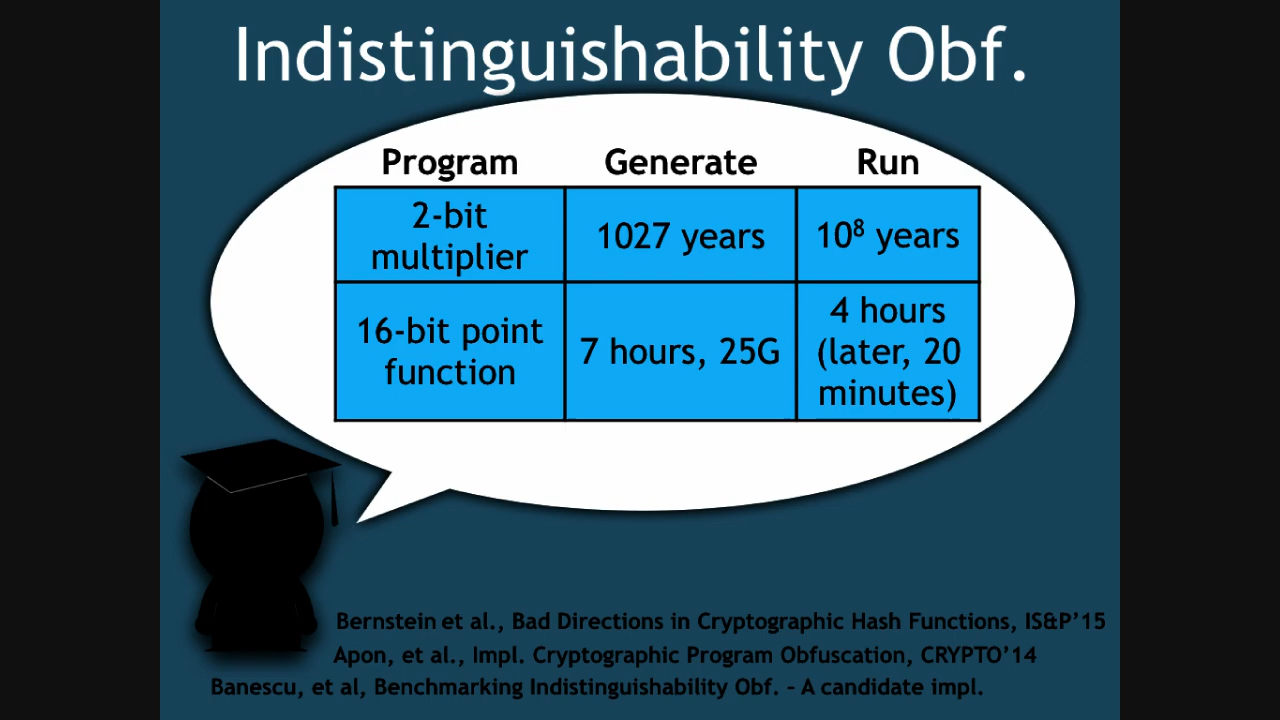 Indistinguishability Obf.
Program Generate Run
2-bit
multiplier
1027 years
10⁸ years
16-bit point
function
7 hours, 25G
4 hours
(later, 20
minutes)
Bernstein et al., Bad Directions in Cryptographic Hash Functions, IS&P’15
Apon, et al., Impl. Cryptographic Program Obfuscation, CRYPTO’14
Banescu, et al, Benchmarking Indistinguishability Obf. – A candidate impl.